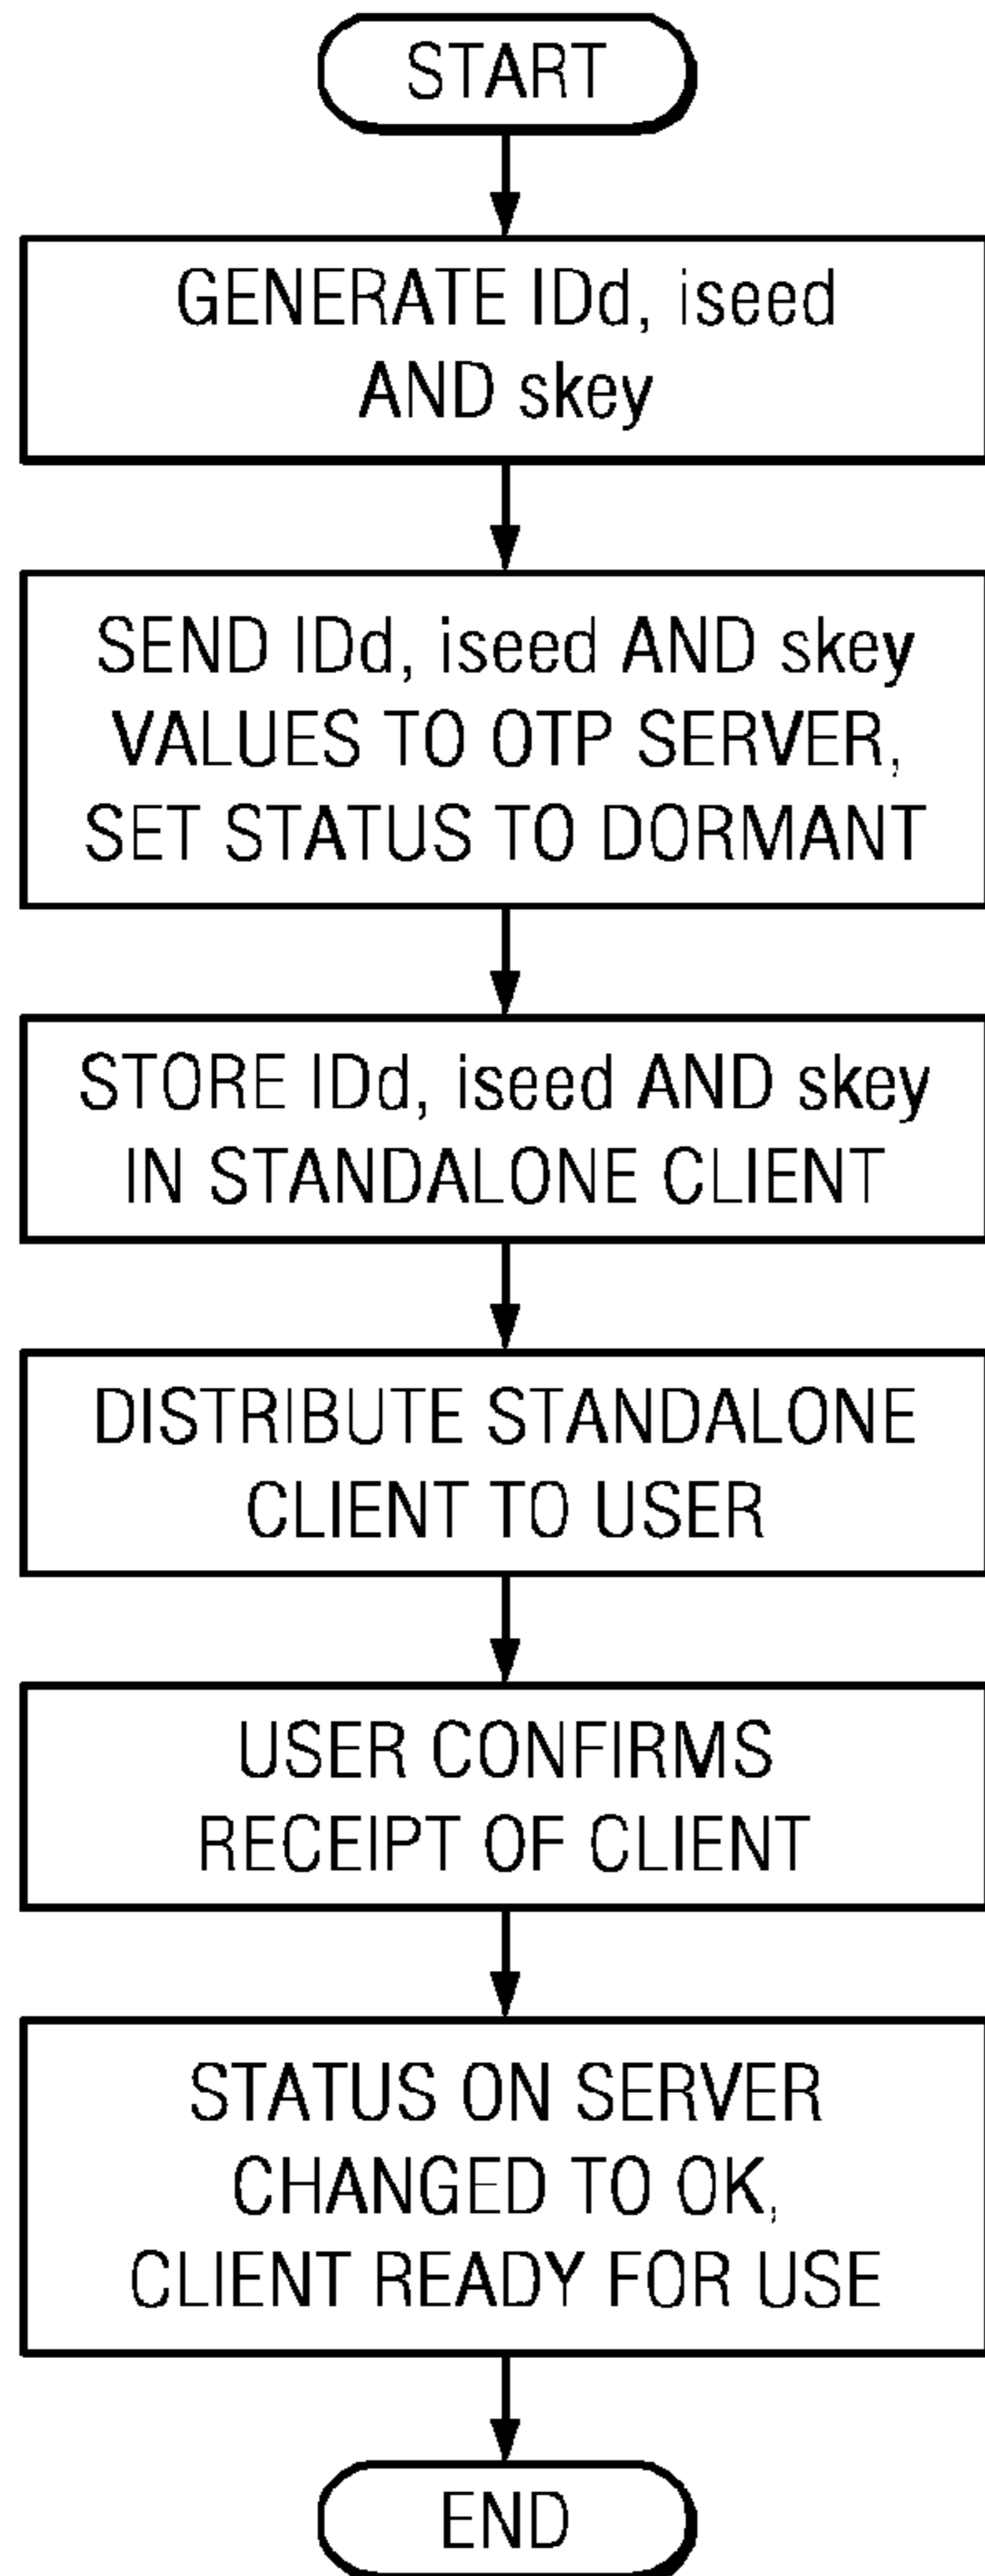 START
GENERATE IDd, iseed
AND skey
SEND IDd, iseed AND skey
VALUES TO OTP SERVER,
SET STATUS TO DORMANT
STORE IDd, iseed AND skey
IN STANDALONE CLIENT
DISTRIBUTE STANDALONE
CLIENT TO USER
USER CONFIRMS
RECEIPT OF CLIENT
STATUS ON SERVER
CHANGED TO OK,
CLIENT READY FOR USE
END